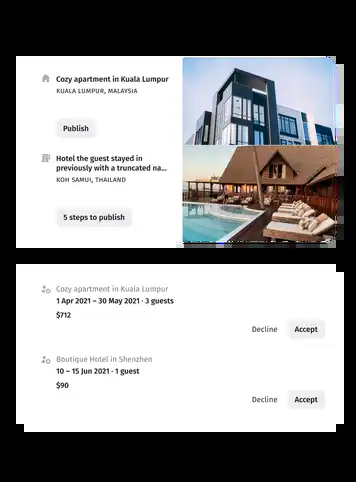 Cozy apartment in Kuala Lumpur
KUALA LUMPUR, MALAYSIA
Publish
Hotel the guest stayed in
previously with a truncated na...
KOH SAMUI, THAILAND
5 steps to publish
Cozy apartment in Kuala Lumpur
1 Apr 2021 – 30 May 2021 · 3 guests
$712
Decline
Accept
Boutique Hotel in Shenzhen
10 – 15 Jun 2021 · 1 guest
$90
Decline
Accept